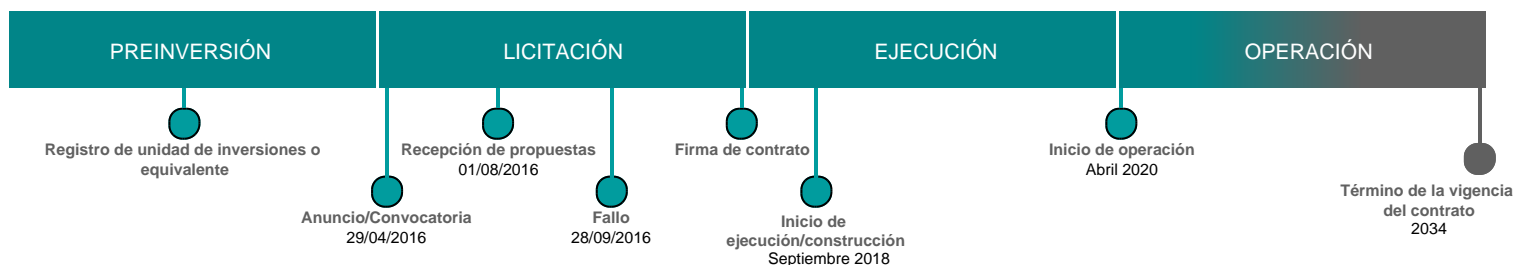 PREINVERSIÓN
LICITACIÓN
EJECUCIÓN
OPERACIÓN
Registro de unidad de inversiones o
equivalente
Anuncio/Convocatoria
29/04/2016
Recepción de propuestas
01/08/2016
Fallo
28/09/2016
Firma de contrato
Inicio de
ejecución/construcción
Septiembre 2018
Inicio de operación
Abril 2020
Término de la vigencia
del contrato
2034